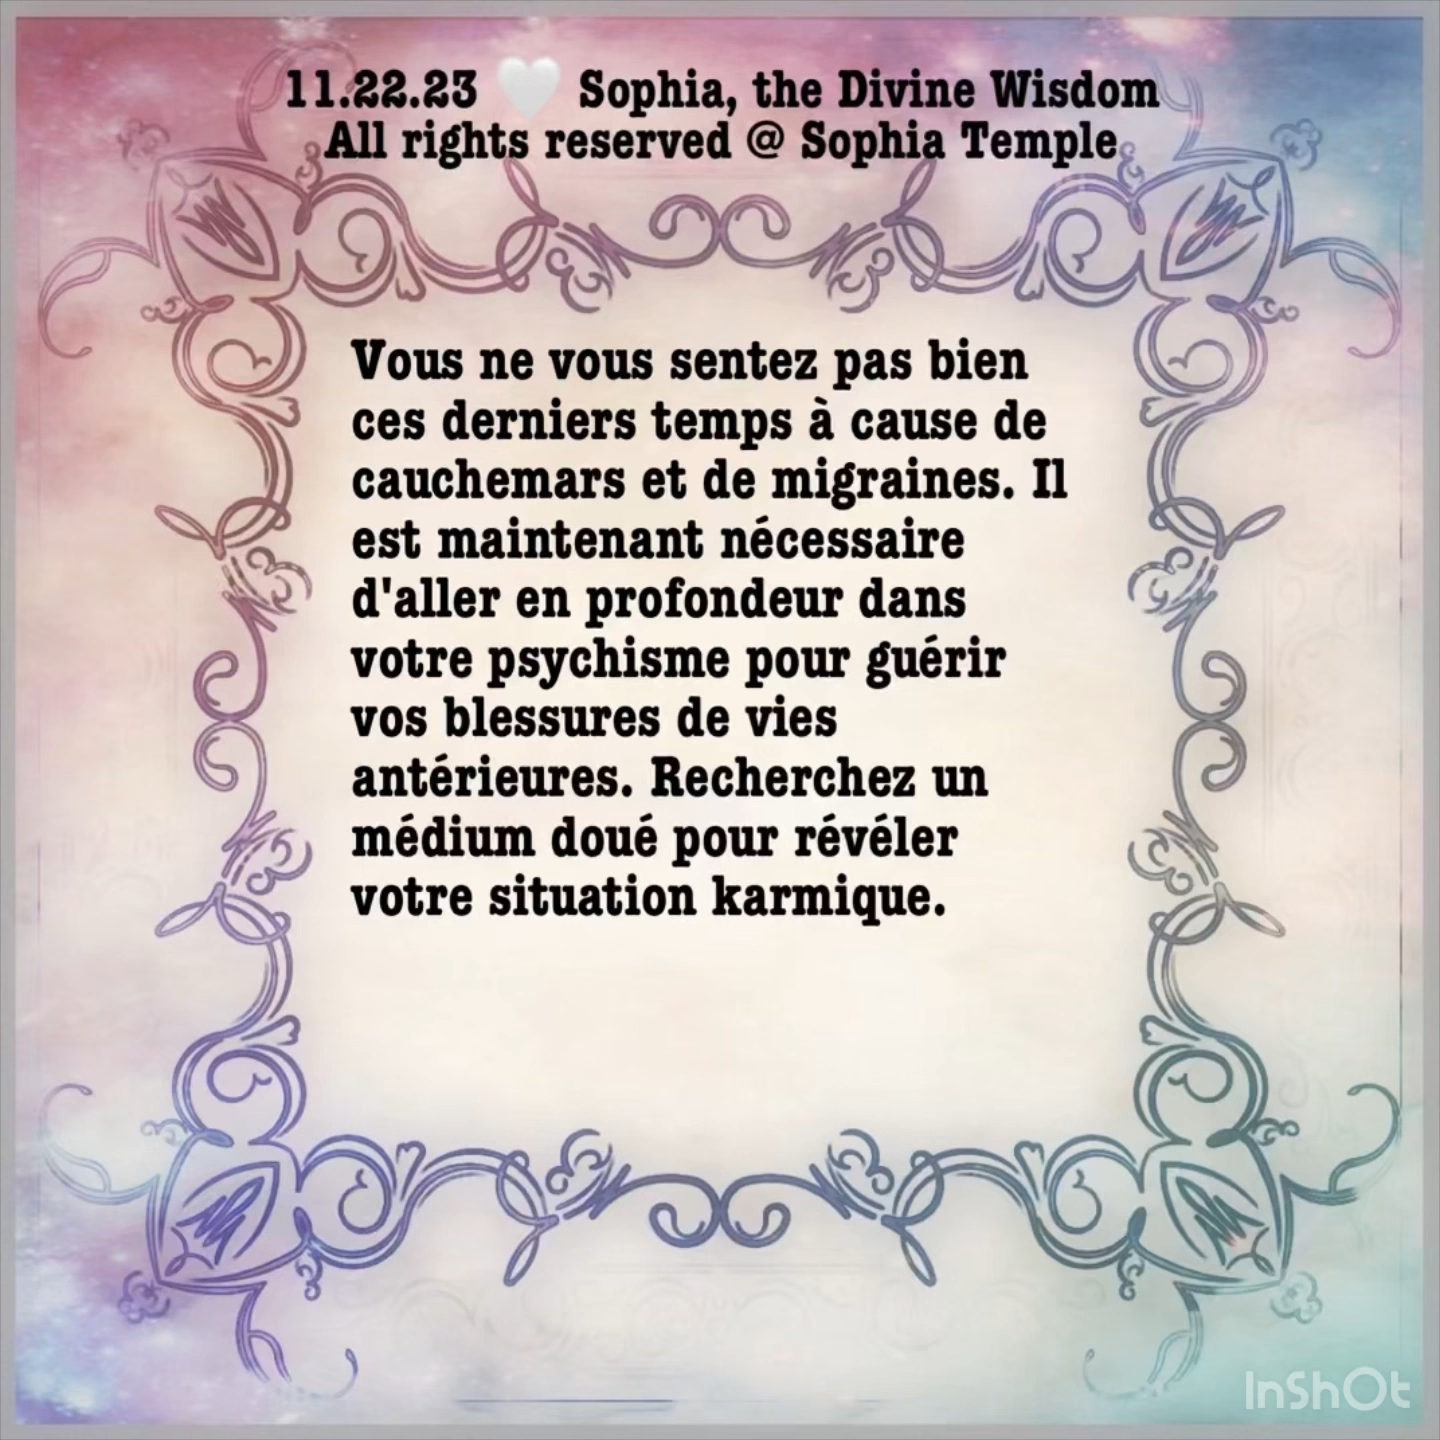 11.22.23 🤍 Sophia, the Divine Wisdom
All rights reserved @ Sophia Temple
Vous ne vous sentez pas bien
ces derniers temps à cause de
cauchemars et de migraines. Il
est maintenant nécessaire
d'aller en profondeur dans
votre psychisme pour guérir
vos blessures de vies
antérieures. Recherchez un
médium doué pour révéler
votre situation karmique.
InShOt